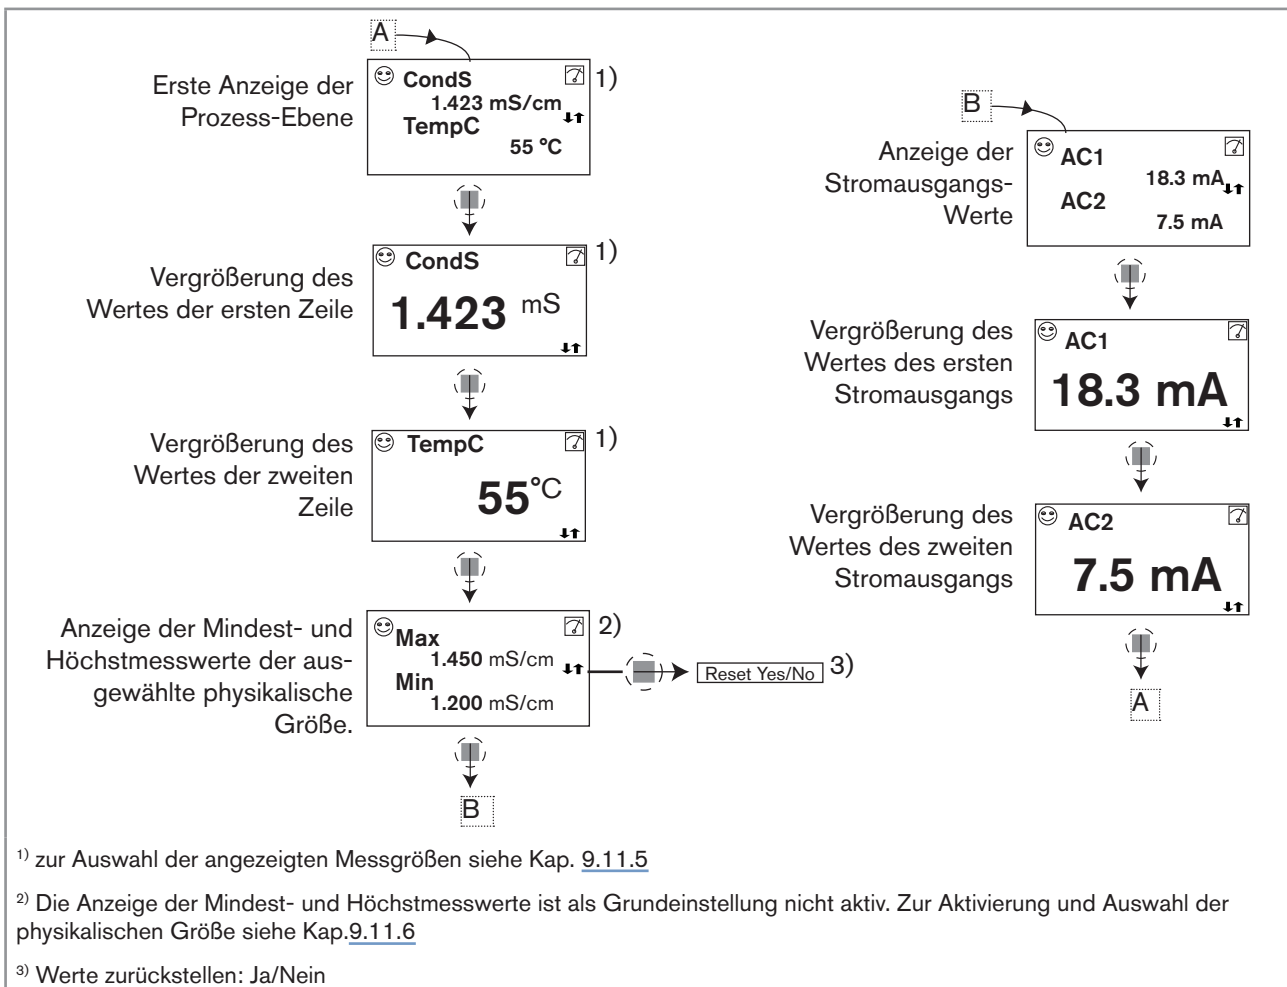 A
Erste Anzeige der
Prozess-Ebene
CondS
1.423 mS/cm
TempC
55 °C
1)
Vergrößerung des
Wertes der ersten Zeile
CondS
1.423 mS
1)
Vergrößerung des
Wertes der zweiten
Zeile
TempC
55°C
1)
Anzeige der Mindest- und
Höchstmesswerte der aus-
gewählte physikalische
Größe.
Max
1.450 mS/cm
Min
1.200 mS/cm
2)
Reset Yes/No 3)
B
B
Anzeige der
Stromausgangs-
Werte
AC1
18.3 mA
AC2
7.5 mA
Vergrößerung des
Wertes des ersten
Stromausgangs
AC1
18.3 mA
Vergrößerung des
Wertes des zweiten
Stromausgangs
AC2
7.5 mA
A
1) zur Auswahl der angezeigten Messgrößen siehe Kap. 9.11.5
2) Die Anzeige der Mindest- und Höchstmesswerte ist als Grundeinstellung nicht aktiv. Zur Aktivierung und Auswahl der
physikalischen Größe siehe Kap.9.11.6
3) Werte zurückstellen: Ja/Nein